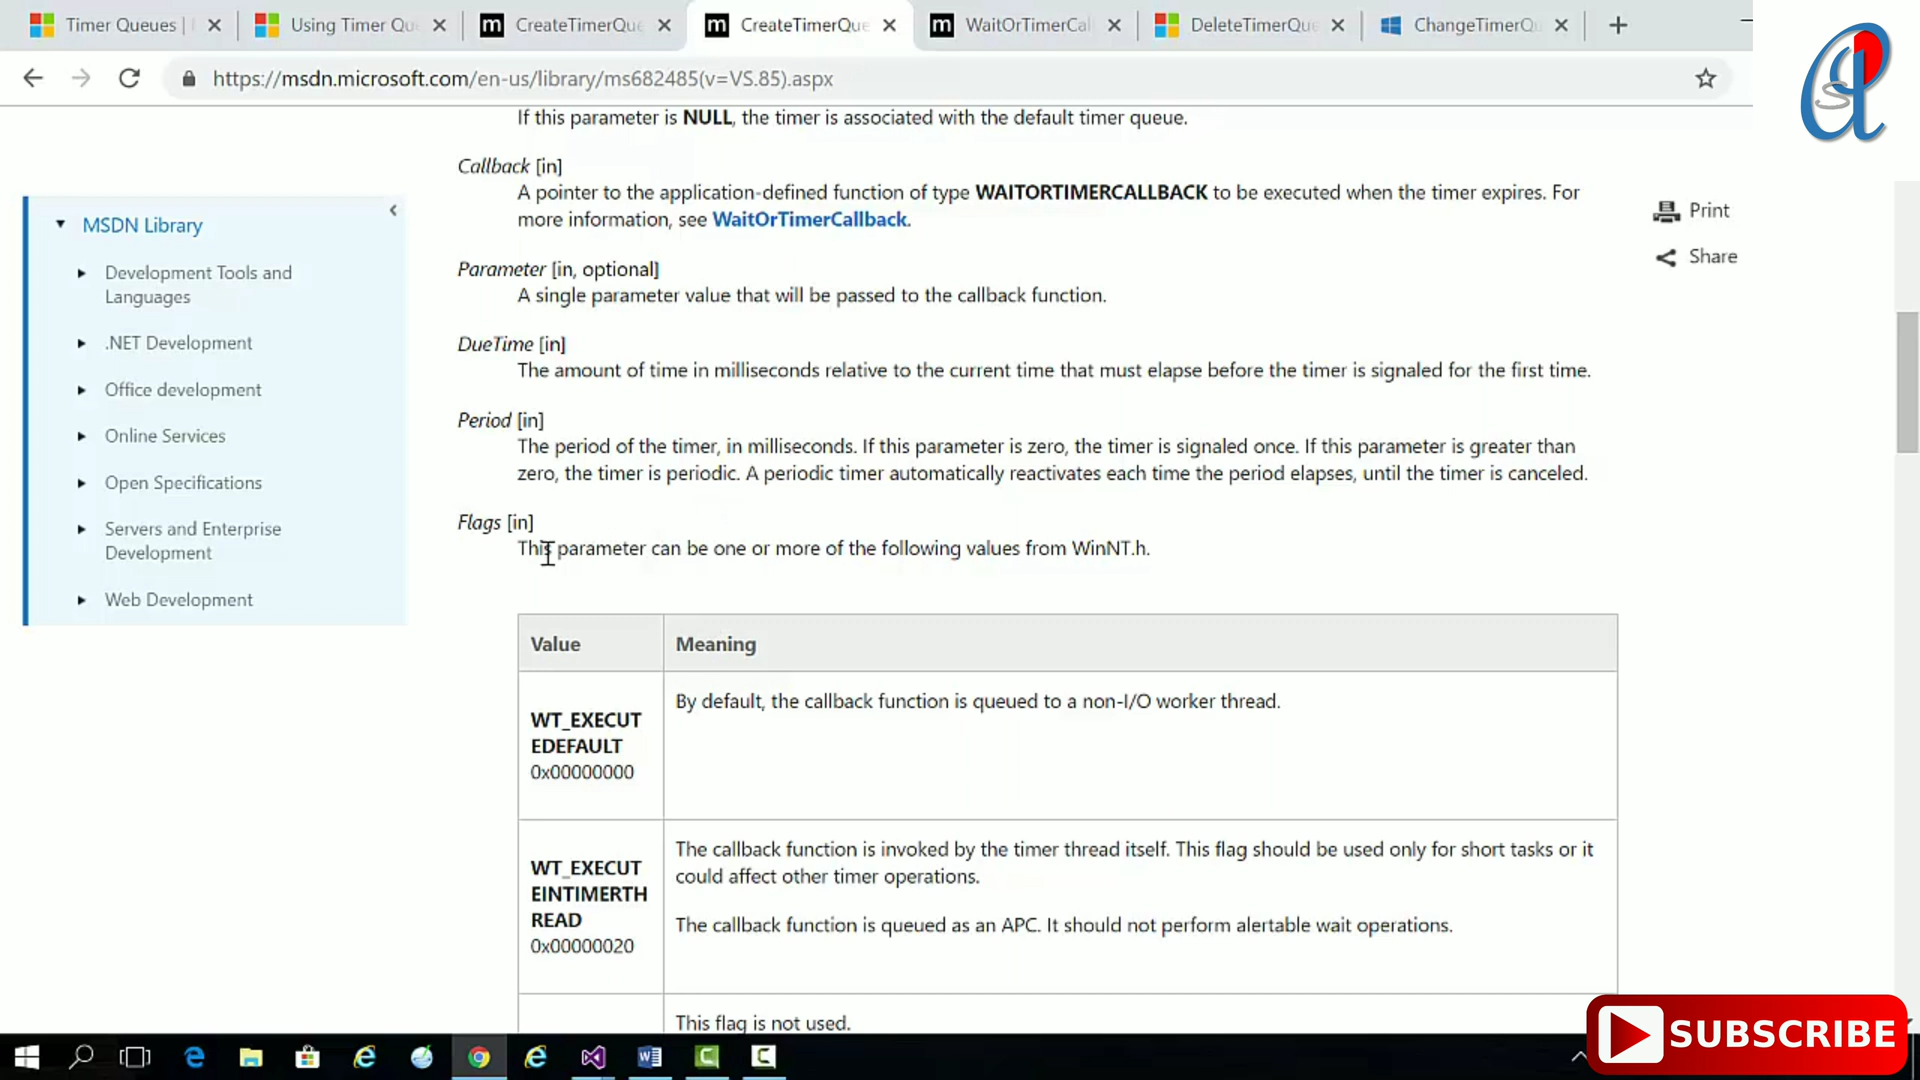 Timer Queues |
Using Timer Qu
CreateTimerQue
CreateTimerQue
WaitOrTimerCal
DeleteTimerQue
ChangeTimerQu
https://msdn.microsoft.com/en-us/library/ms682485(v=VS.85).aspx
If this parameter is NULL, the timer is associated with the default timer queue.
Callback [in]
A pointer to the application-defined function of type WAITORTIMERCALLBACK to be executed when the timer expires. For
more information, see WaitOrTimerCallback.
Parameter [in, optional]
A single parameter value that will be passed to the callback function.
DueTime [in]
The amount of time in milliseconds relative to the current time that must elapse before the timer is signaled for the first time.
Period [in]
The period of the timer, in milliseconds. If this parameter is zero, the timer is signaled once. If this parameter is greater than
zero, the timer is periodic. A periodic timer automatically reactivates each time the period elapses, until the timer is canceled.
Flags [in]
This parameter can be one or more of the following values from WinNT.h.
Value Meaning
WT_EXECUT
EDEFAULT
0x00000000
By default, the callback function is queued to a non-I/O worker thread.
WT_EXECUT
EINTIMERTH
READ
0x00000020
The callback function is invoked by the timer thread itself. This flag should be used only for short tasks or it
could affect other timer operations.
The callback function is queued as an APC. It should not perform alertable wait operations.
This flag is not used.
MSDN Library
Development Tools and
Languages
.NET Development
Office development
Online Services
Open Specifications
Servers and Enterprise
Development
Web Development
Print
Share
SUBSCRIBE